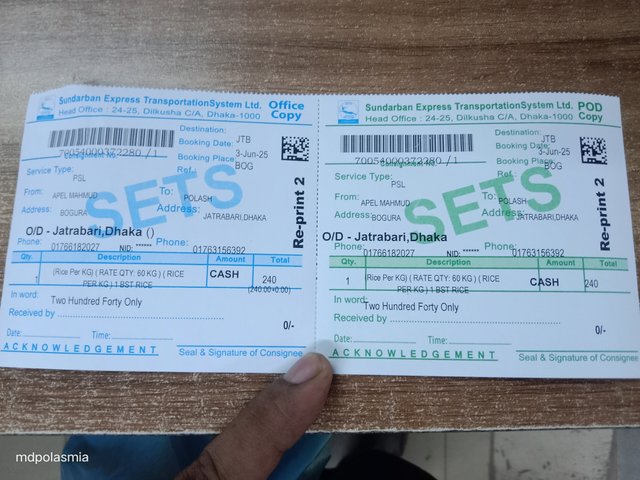 Sundarban Express TransportationSystem Ltd. Office
Head Office : 24-25, Dilkusha C/A, Dhaka-1000 Copy
Destination: JTB
Booking Date: 3-Jun-25
Booking Place: BOG
70054000372280 /1
Consignment No.
Ref.:
Service Type: PSL
From: APEL MAHMUD To: POLASH
Address: BOGURA Address: JATRABARI,DHAKA
SETS
Re-print 2
O/D - Jatrabari,Dhaka ()
Phone: 01766182027 NID: ****** Phone: 01763156392
Qty. Description Amount Total
1 (Rice Per KG) ( RATE QTY: 60 KG ) ( RICE CASH 240
PER KG ) 1 BST RICE (240.00+0.00)
In word: Two Hundred Forty Only
Received by 0/-
Date: Time:
ACKNOWLEDGEMENT Seal & Signature of Consignee
Sundarban Express TransportationSystem Ltd. POD
Head Office : 24-25, Dilkusha C/A, Dhaka-1000 Copy
Destination: JTB
Booking Date: 3-Jun-25
Booking Place: BOG
70054000372280 /1
Consignment No.
Ref.:
Service Type: PSL
From: APEL MAHMUD To: POLASH
Address: BOGURA Address: JATRABARI,DHAKA
SETS
Re-print 2
O/D - Jatrabari,Dhaka
Phone: 01766182027 NID: ****** Phone: 01763156392
Qty. Description Amount Total
1 (Rice Per KG) ( RATE QTY: 60 KG ) ( RICE CASH 240
PER KG ) 1 BST RICE
In word: Two Hundred Forty Only
Received by 0/-
Date: Time:
ACKNOWLEDGEMENT Seal & Signature of Consignee
mdpolasmia